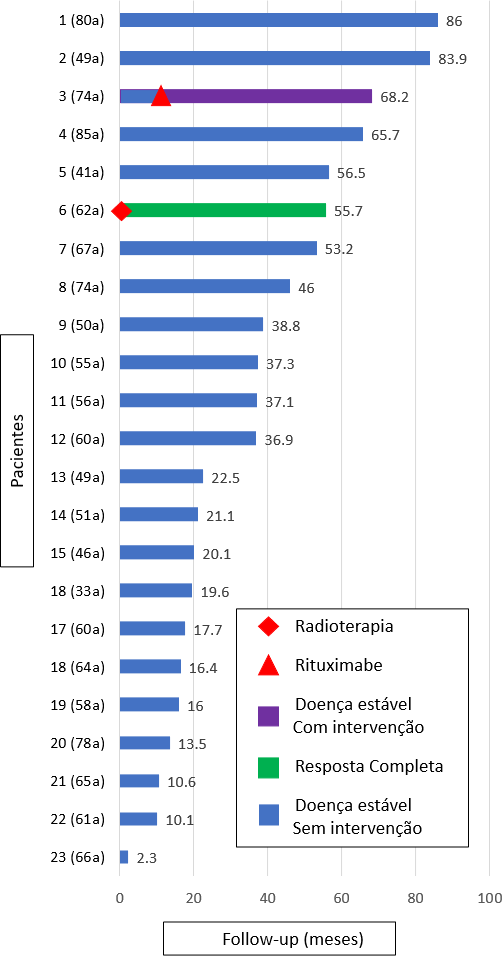 1 (80a) 86
2 (49a) 83.9
3 (74a) 68.2
4 (85a) 65.7
5 (41a) 56.5
6 (62a) 55.7
7 (67a) 53.2
8 (74a) 46
9 (50a) 38.8
10 (55a) 37.3
11 (56a) 37.1
12 (60a) 36.9
13 (49a) 22.5
14 (51a) 21.1
15 (46a) 20.1
18 (33a) 19.6
17 (60a) 17.7
18 (64a) 16.4
19 (58a) 16
20 (78a) 13.5
21 (65a) 10.6
22 (61a) 10.1
23 (66a) 2.3
Pacientes
Radioterapia
Rituximabe
Doença estável
Com intervenção
Resposta Completa
Doença estável
Sem intervenção
0 20 40 60 80 100
Follow-up (meses)